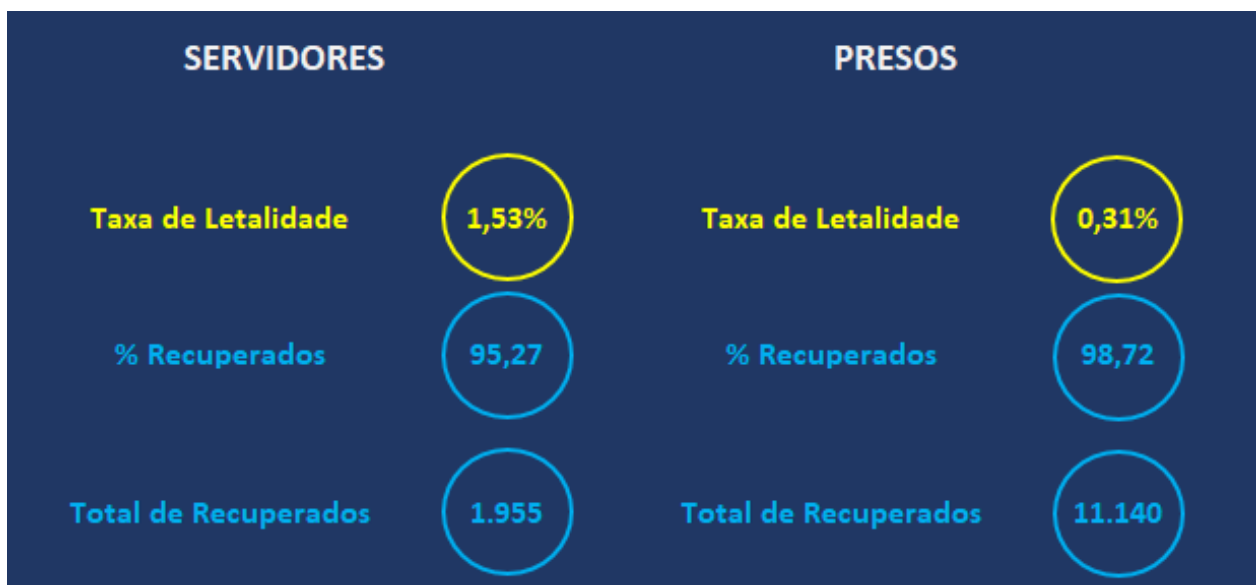 SERVIDORES PRESOS
Taxa de Letalidade 1,53% Taxa de Letalidade 0,31%
% Recuperados 95,27 % Recuperados 98,72
Total de Recuperados 1.955 Total de Recuperados 11.140